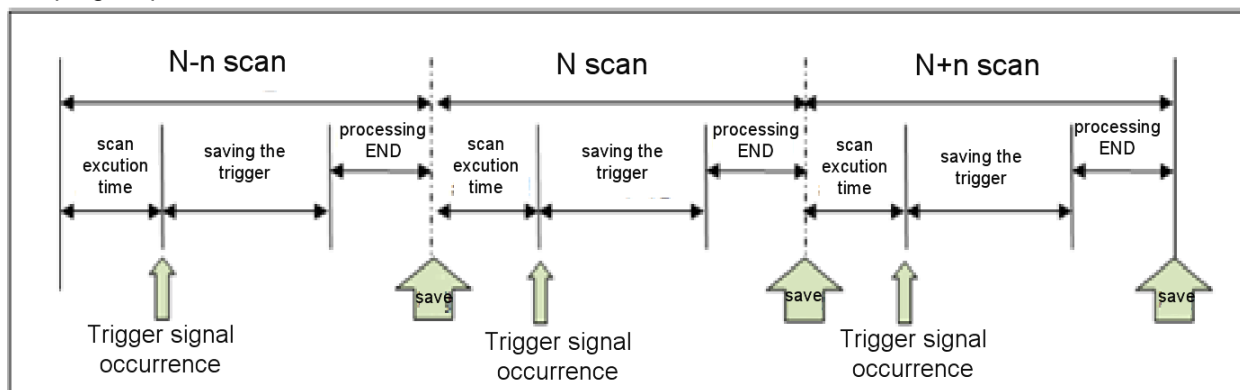 N-n scan
N scan
N+n scan
scan
excution
time
saving the
trigger
processing
END
scan
excution
time
saving the
trigger
processing
END
scan
excution
time
saving the
trigger
processing
END
save
save
save
Trigger signal
occurrence
Trigger signal
occurrence
Trigger signal
occurrence